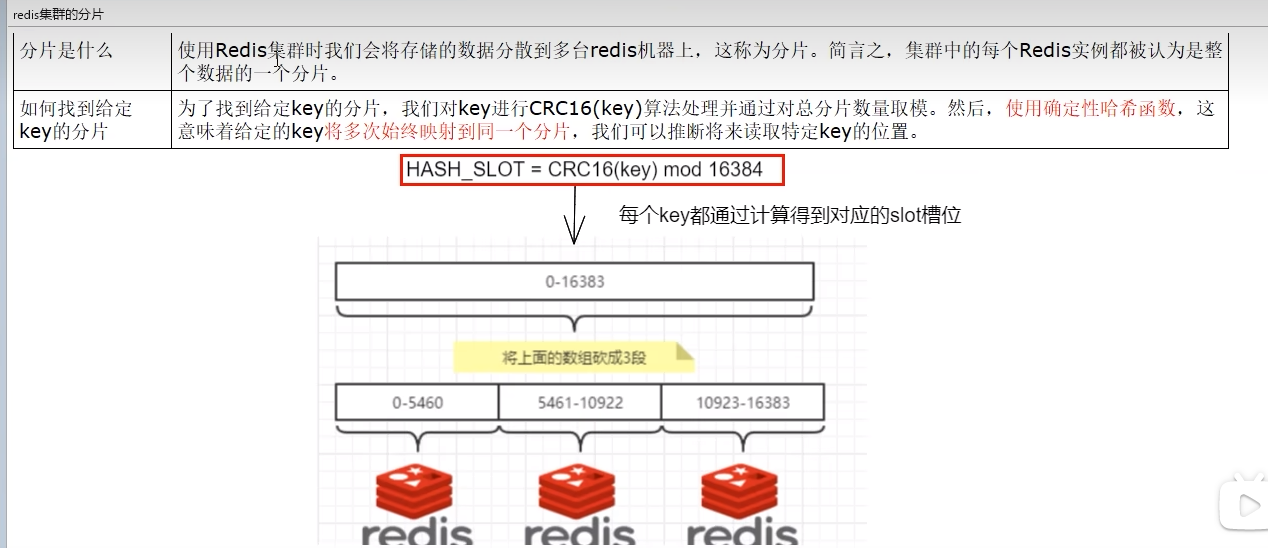 redis集群的分片
分片是什么
使用Redis集群时我们会将存储的数据分散到多台redis机器上，这称为分片。简言之，集群中的每个Redis实例都被认为是整
个数据的一个分片。
如何找到给定
key的分片
为了找到给定key的分片，我们对key进行CRC16(key)算法处理并通过对总分片数量取模。然后，使用确定性哈希函数，这
意味着给定的key将多次始终映射到同一个分片，我们可以推断将来读取特定key的位置。
HASH_SLOT = CRC16(key) mod 16384
每个key都通过计算得到对应的slot槽位
0-16383
将上面的数组砍成3段
0-5460
5461-10922
10923-16383
redis
redis
redis